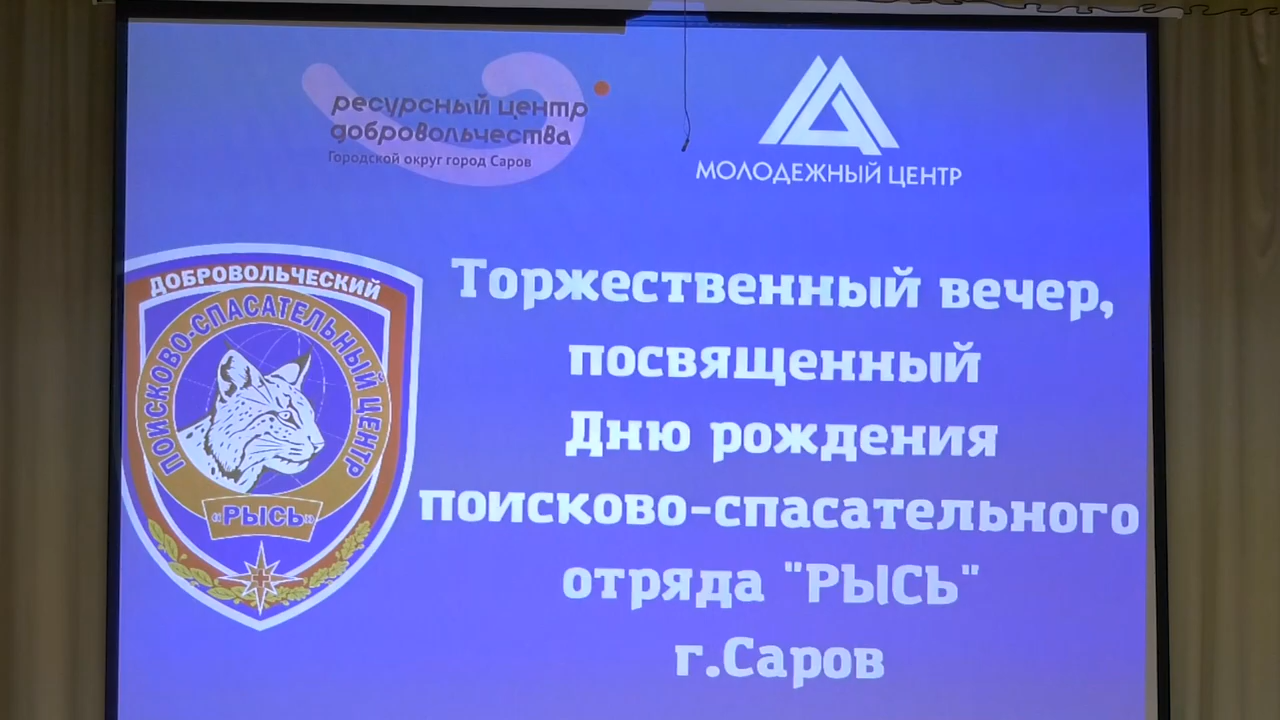 ресурсный центр
добровольчества
Городской округ город Саров
МОЛОДЕЖНЫЙ ЦЕНТР
ДОБРОВОЛЬЧЕСКИЙ
ПОИСКОВО-СПАСАТЕЛЬНЫЙ ЦЕНТР
«РЫСЬ»
Торжественный вечер,
посвященный
Дню рождения
поисково-спасательного
отряда "РЫСЬ"
г.Саров